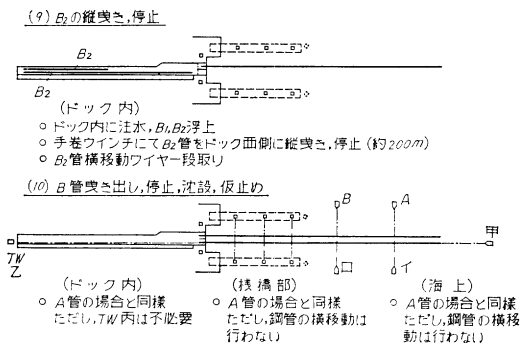 (9) B₂の縦曳き,停止
B₂
B₂
(ドック内)
○ ドック内に注水,B₁,B₂浮上
○ 手巻ウインチにてB₂管をドック西側に縦曳き,停止(約200m)
○ B₂管横移動ワイヤー段取り
(10) B管曳き出し,停止,沈設,仮止め
B A
甲
TW
乙
ロ イ
(ドック内) (桟橋部) (海上)
○ A管の場合と同様 ○ A管の場合と同様 ○ A管の場合と同様
ただし,TW丙は不必要 ただし,鋼管の横移動は ただし,鋼管の横移
行わない 動は行わない